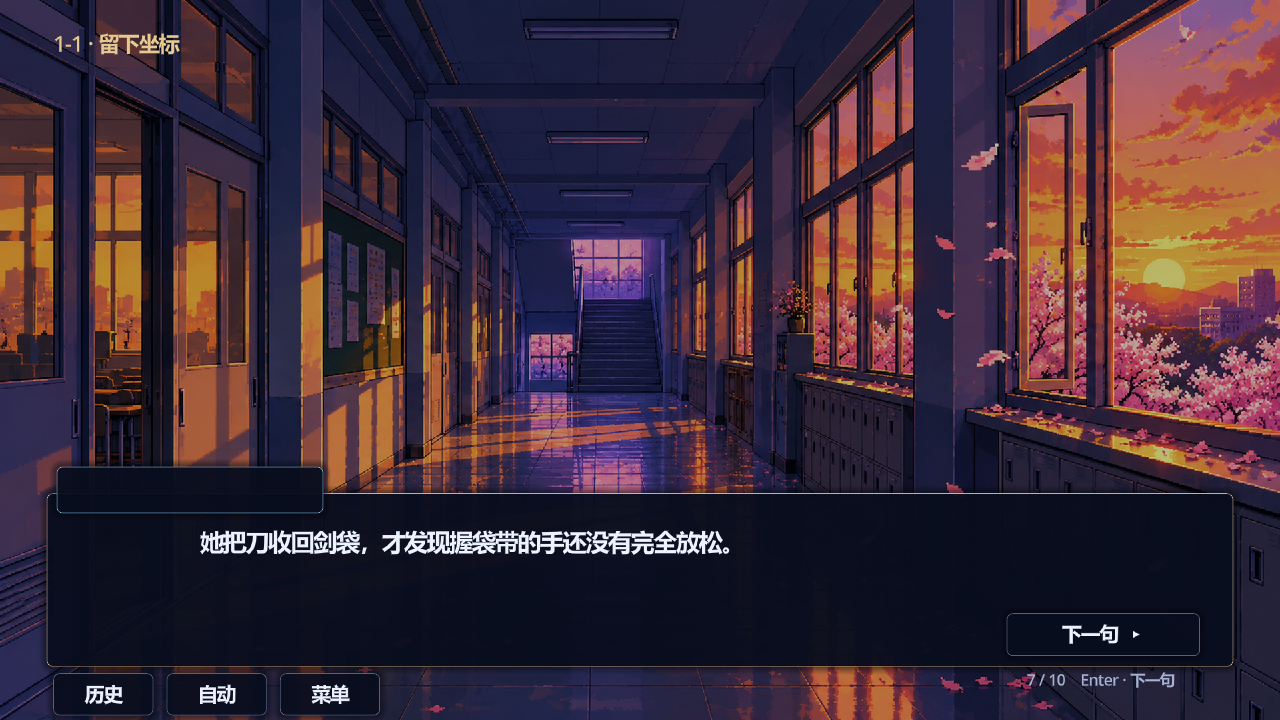 1-1 · 留下坐标
她把刀收回剑袋，才发现握袋带的手还没有完全放松。
下一句 ▸
历史
自动
菜单
7 / 10 Enter · 下一句